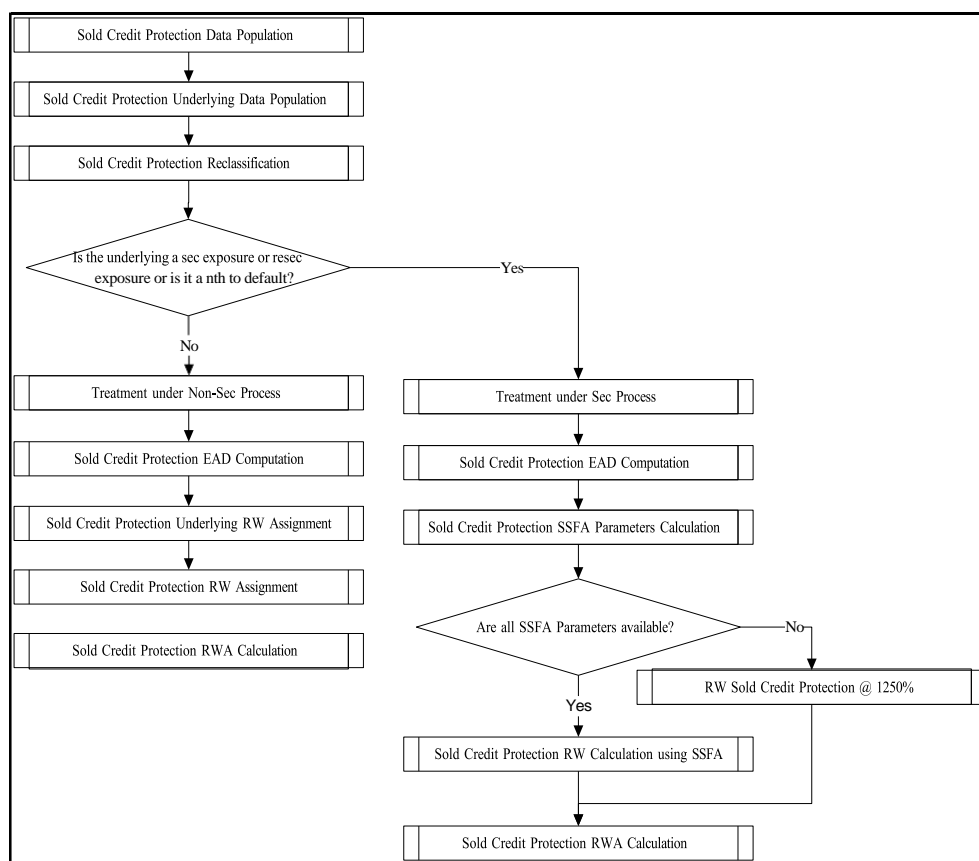 Sold Credit Protection Data Population
Sold Credit Protection Underlying Data Population
Sold Credit Protection Reclassification
Is the underlying a sec exposure or resec
exposure or is it a nth to default?
Yes
No
Treatment under Non-Sec Process
Sold Credit Protection EAD Computation
Sold Credit Protection Underlying RW Assignment
Sold Credit Protection RW Assignment
Sold Credit Protection RWA Calculation
Treatment under Sec Process
Sold Credit Protection EAD Computation
Sold Credit Protection SSFA Parameters Calculation
Are all SSFA Parameters available?
No
RW Sold Credit Protection @ 1250%
Yes
Sold Credit Protection RW Calculation using SSFA
Sold Credit Protection RWA Calculation